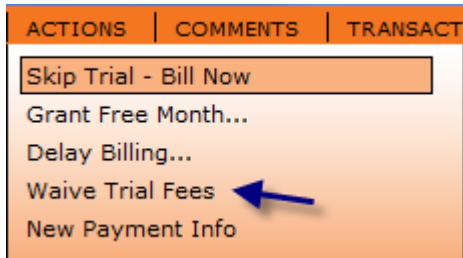 ACTIONS COMMENTS TRANSACT
Skip Trial - Bill Now
Grant Free Month...
Delay Billing...
Waive Trial Fees
New Payment Info